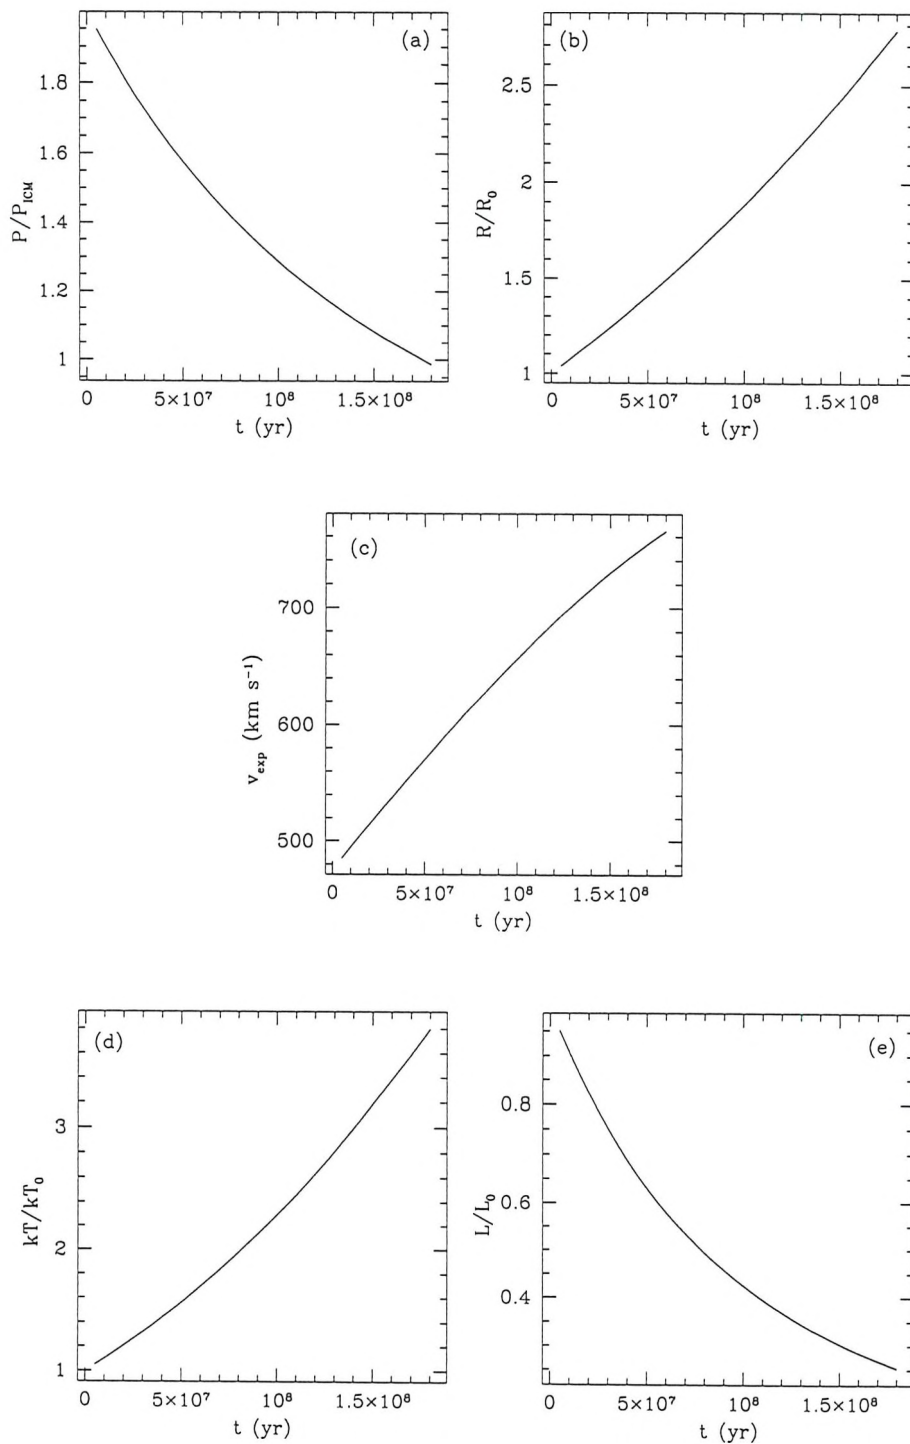 (a)
1.8
1.6
1.4
1.2
1
P/P_ICM
0 5×10⁷ 10⁸ 1.5×10⁸
t (yr)
(b)
2.5
2
1.5
1
R/R₀
0 5×10⁷ 10⁸ 1.5×10⁸
t (yr)
(c)
700
600
500
v_exp (km s⁻¹)
0 5×10⁷ 10⁸ 1.5×10⁸
t (yr)
(d)
3
2
1
kT/kT₀
0 5×10⁷ 10⁸ 1.5×10⁸
t (yr)
(e)
0.8
0.6
0.4
L/L₀
0 5×10⁷ 10⁸ 1.5×10⁸
t (yr)